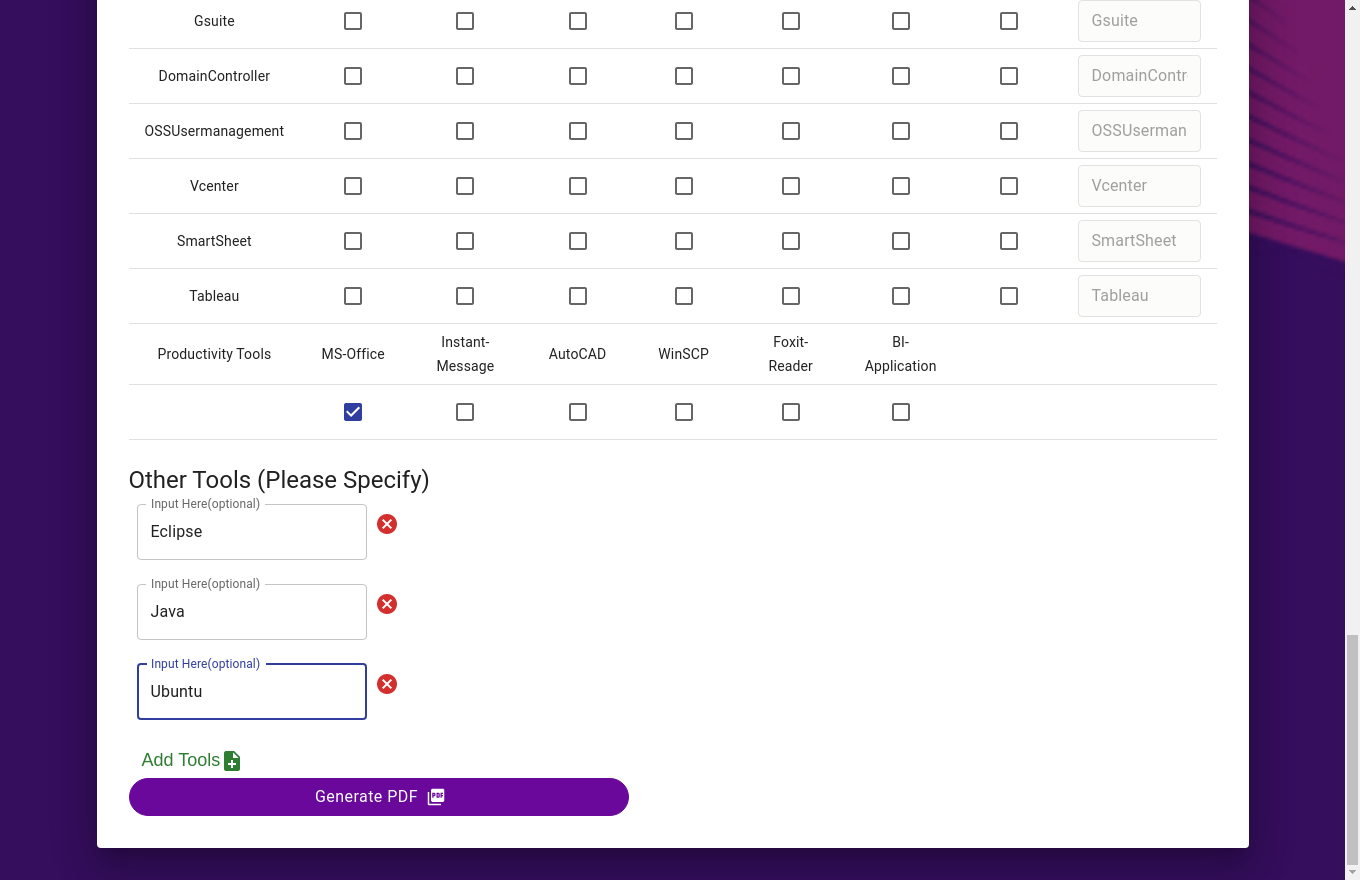 Gsuite Gsuite
DomainController DomainContr
OSSUsermanagement OSSUserman
Vcenter Vcenter
SmartSheet SmartSheet
Tableau Tableau
Productivity Tools MS-Office Instant-Message AutoCAD WinSCP Foxit-Reader BI-Application
Other Tools (Please Specify)
Input Here(optional)
Eclipse
Input Here(optional)
Java
Input Here(optional)
Ubuntu
Add Tools
Generate PDF PDF